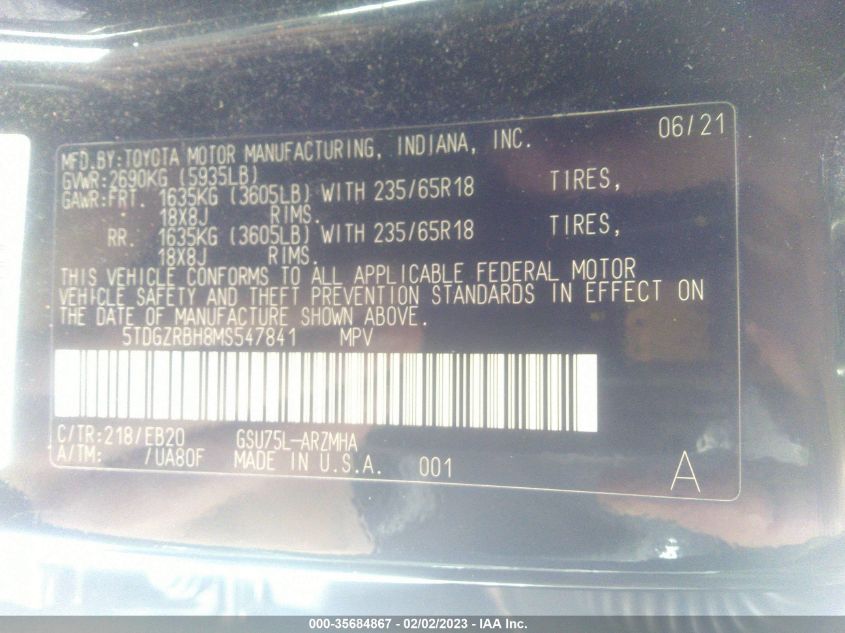 06/21
MFD.BY:TOYOTA MOTOR MANUFACTURING, INDIANA, INC.
GVWR:2690KG (5935LB)
GAWR:FRT. 1635KG (3605LB) WITH 235/65R18 TIRES,
18X8J RIMS.
RR. 1635KG (3605LB) WITH 235/65R18 TIRES,
18X8J RIMS.
THIS VEHICLE CONFORMS TO ALL APPLICABLE FEDERAL MOTOR
VEHICLE SAFETY AND THEFT PREVENTION STANDARDS IN EFFECT ON
THE DATE OF MANUFACTURE SHOWN ABOVE.
5TDGZRBH8MS547841 MPV
C/TR:218/EB20 GSU75L-ARZMHA
A/TM: /UA80F MADE IN U.S.A. 001 A
000-35684867 - 02/02/2023 - IAA Inc.